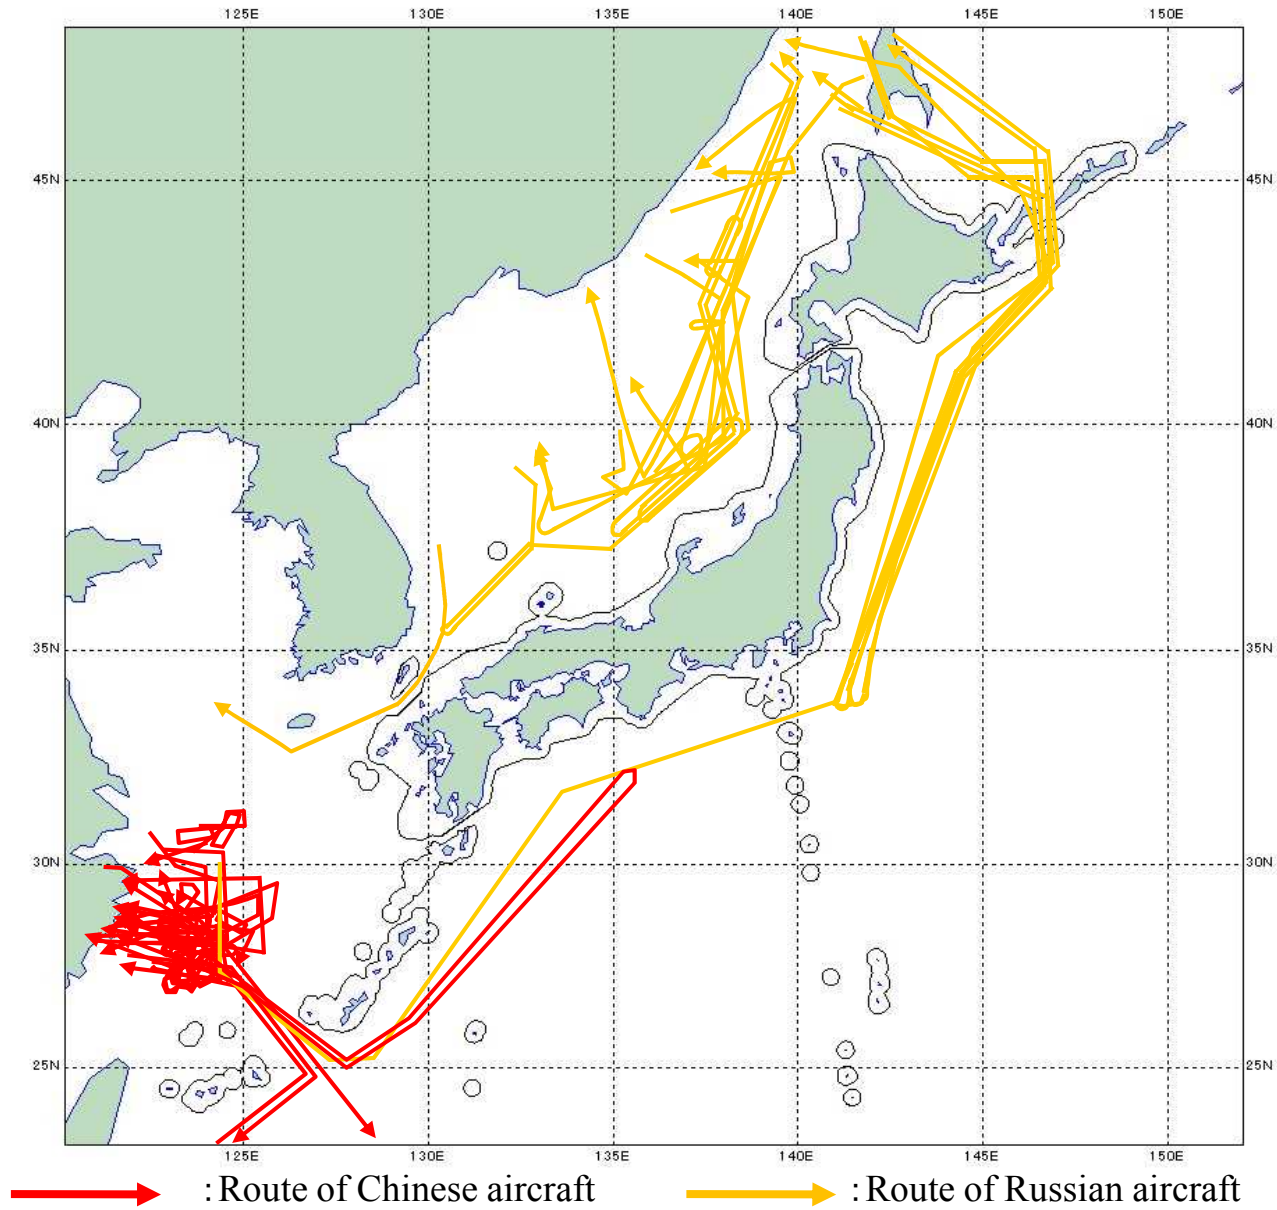 125E 130E 135E 140E 145E 150E
45N 45N
40N 40N
35N 35N
30N 30N
25N 25N
125E 130E 135E 140E 145E 150E
:Route of Chinese aircraft :Route of Russian aircraft